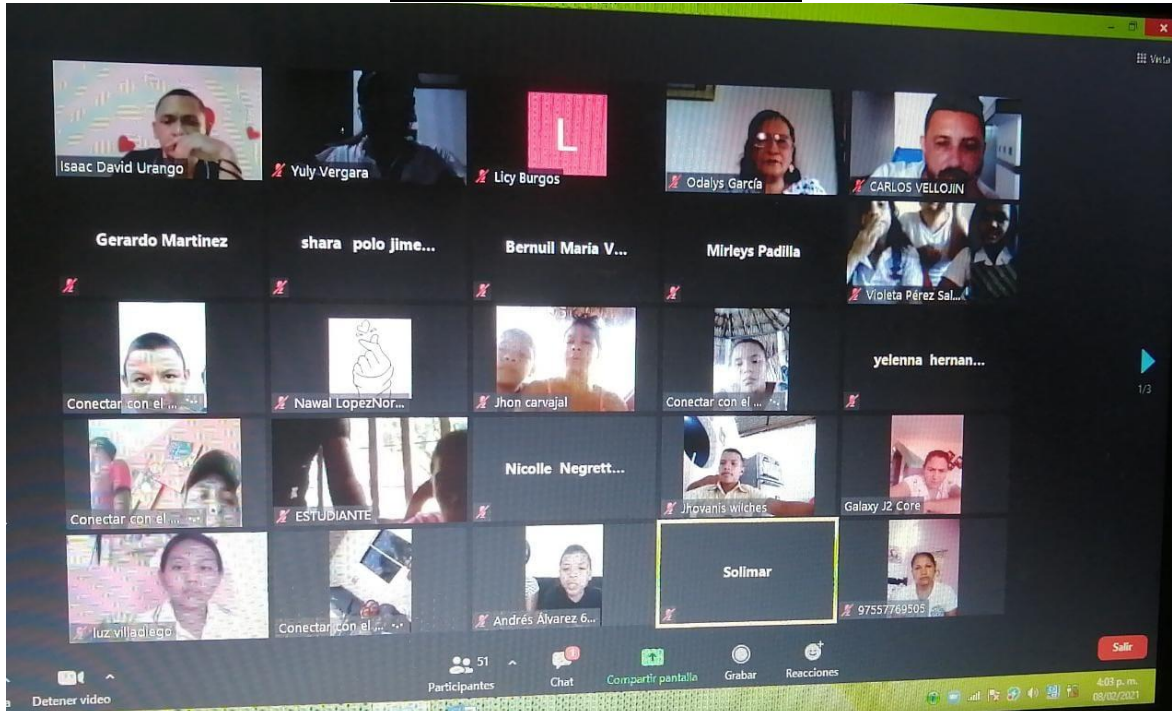 Vista
Isaac David Urango
Yuly Vergara
L
Licy Burgos
Odalys García
CARLOS VELLOJIN
Gerardo Martinez
shara polo jime...
Bernuil María V...
Mirleys Padilla
Violeta Pérez Sal...
Conectar con el ...
Nawal LopezNor...
Jhon carvajal
Conectar con el ...
yelenna hernan...
1/3
Conectar con el ...
ESTUDIANTE
Nicolle Negrett...
Jhovanis wilches
Galaxy J2 Core
luz villadiego
Conectar con el ...
Andrés Álvarez 6...
Solimar
97557769505
Detener video
51
Participantes
1
Chat
Compartir pantalla
Grabar
Reacciones
Salir
4:03 p. m.
08/02/2021